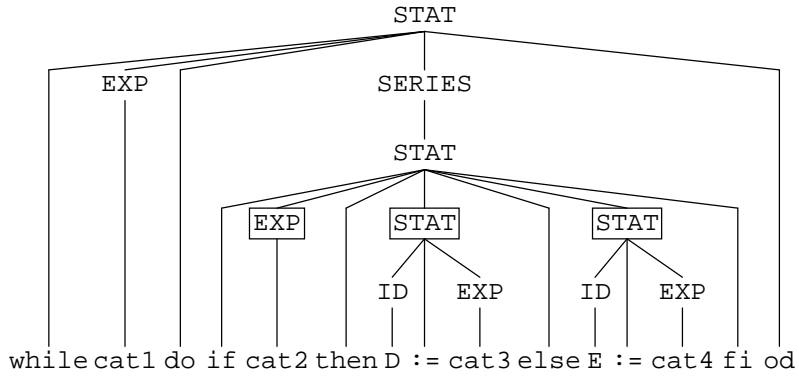 STAT
EXP SERIES
STAT
EXP STAT STAT
ID EXP ID EXP
while cat1 do if cat2 then D := cat3 else E := cat4 fi od